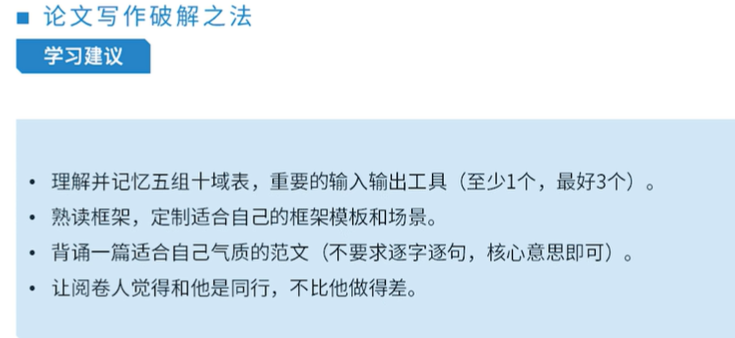 ■ 论文写作破解之法
学习建议
• 理解并记忆五组十域表，重要的输入输出工具（至少1个，最好3个）。
• 熟读框架，定制适合自己的框架模板和场景。
• 背诵一篇适合自己气质的范文（不要求逐字逐句，核心意思即可）。
• 让阅卷人觉得和他是同行，不比他做得差。